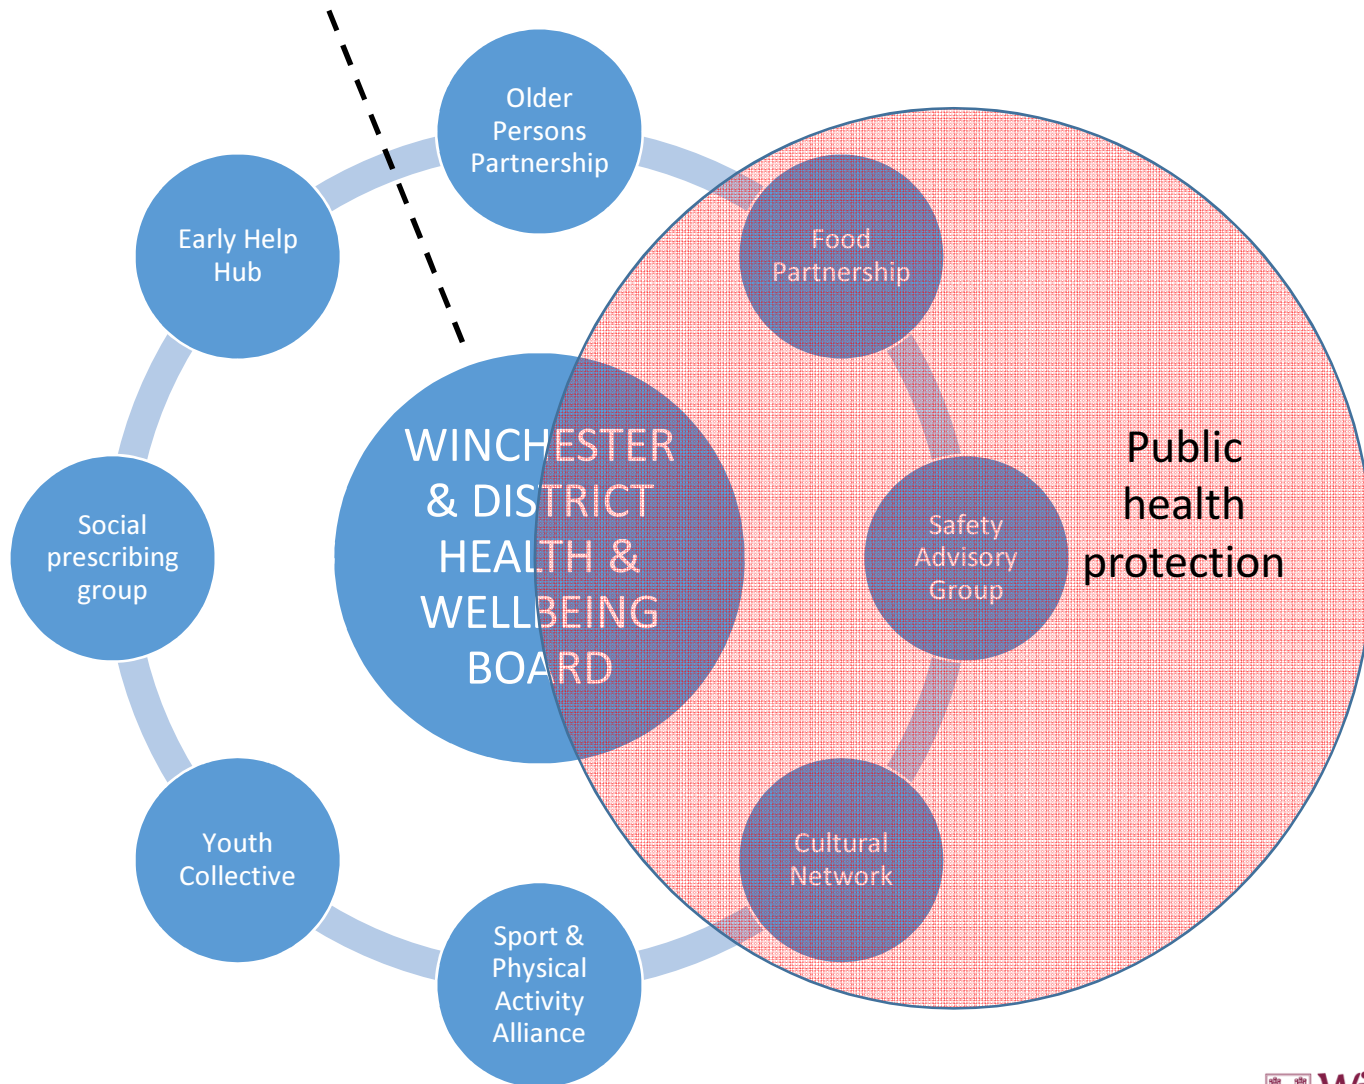 Older
Persons
Partnership
Early Help
Hub
Food
Partnership
WINCHESTER
& DISTRICT
HEALTH &
WELLBEING
BOARD
Public
health
protection
Social
prescribing
group
Safety
Advisory
Group
Youth
Collective
Cultural
Network
Sport &
Physical
Activity
Alliance